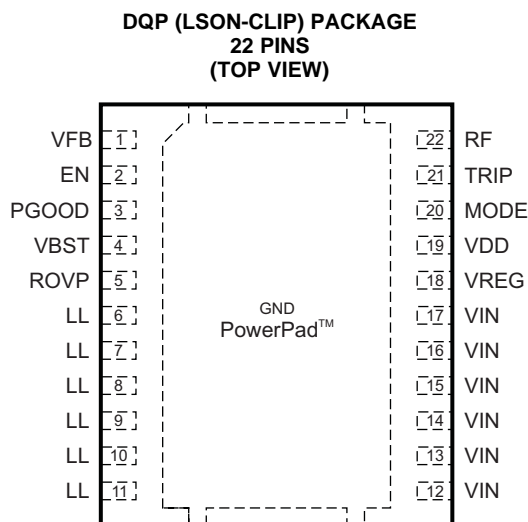 DQP (LSON-CLIP) PACKAGE
22 PINS
(TOP VIEW)
VFB 1 22 RF
EN 2 21 TRIP
PGOOD 3 20 MODE
VBST 4 19 VDD
ROVP 5 18 VREG
GND
PowerPad™
LL 6 17 VIN
LL 7 16 VIN
LL 8 15 VIN
LL 9 14 VIN
LL 10 13 VIN
LL 11 12 VIN